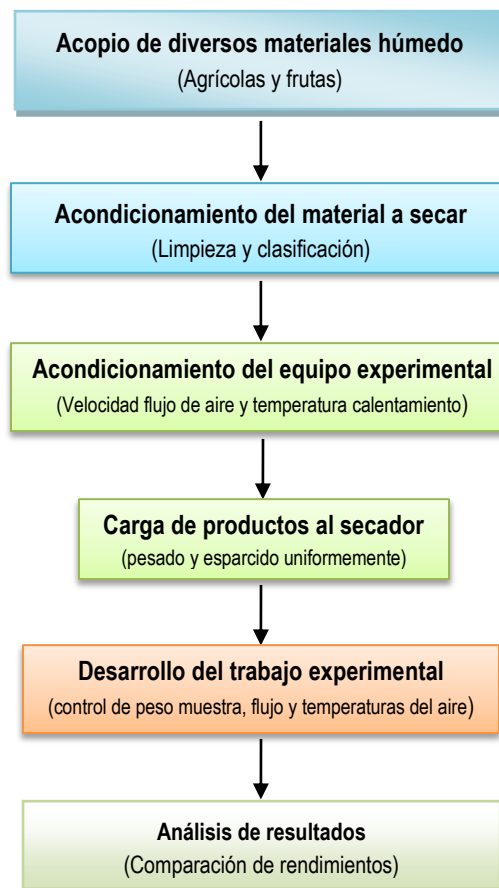 Acopio de diversos materiales húmedo
(Agrícolas y frutas)
Acondicionamiento del material a secar
(Limpieza y clasificación)
Acondicionamiento del equipo experimental
(Velocidad flujo de aire y temperatura calentamiento)
Carga de productos al secador
(pesado y esparcido uniformemente)
Desarrollo del trabajo experimental
(control de peso muestra, flujo y temperaturas del aire)
Análisis de resultados
(Comparación de rendimientos)